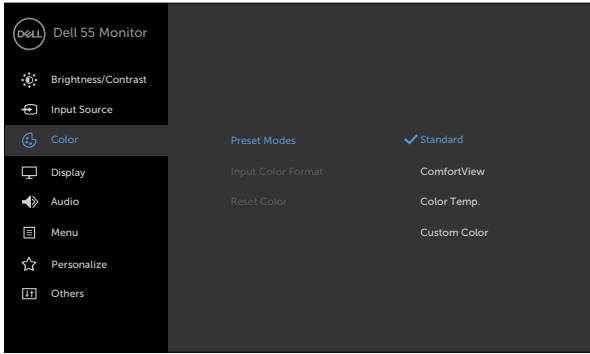 DELL Dell 55 Monitor
Brightness/Contrast
Input Source
Color
Preset Modes
Standard
Input Color Format
ComfortView
Reset Color
Color Temp.
Custom Color
Display
Audio
Menu
Personalize
Others